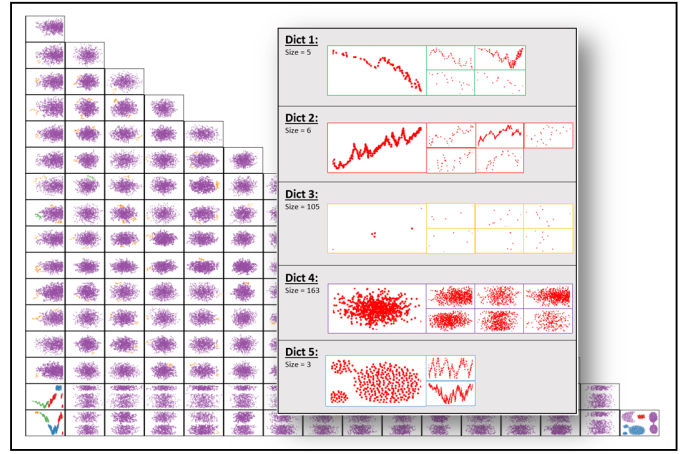 Dict 1:
Size = 5
Dict 2:
Size = 6
Dict 3:
Size = 105
Dict 4:
Size = 163
Dict 5:
Size = 3